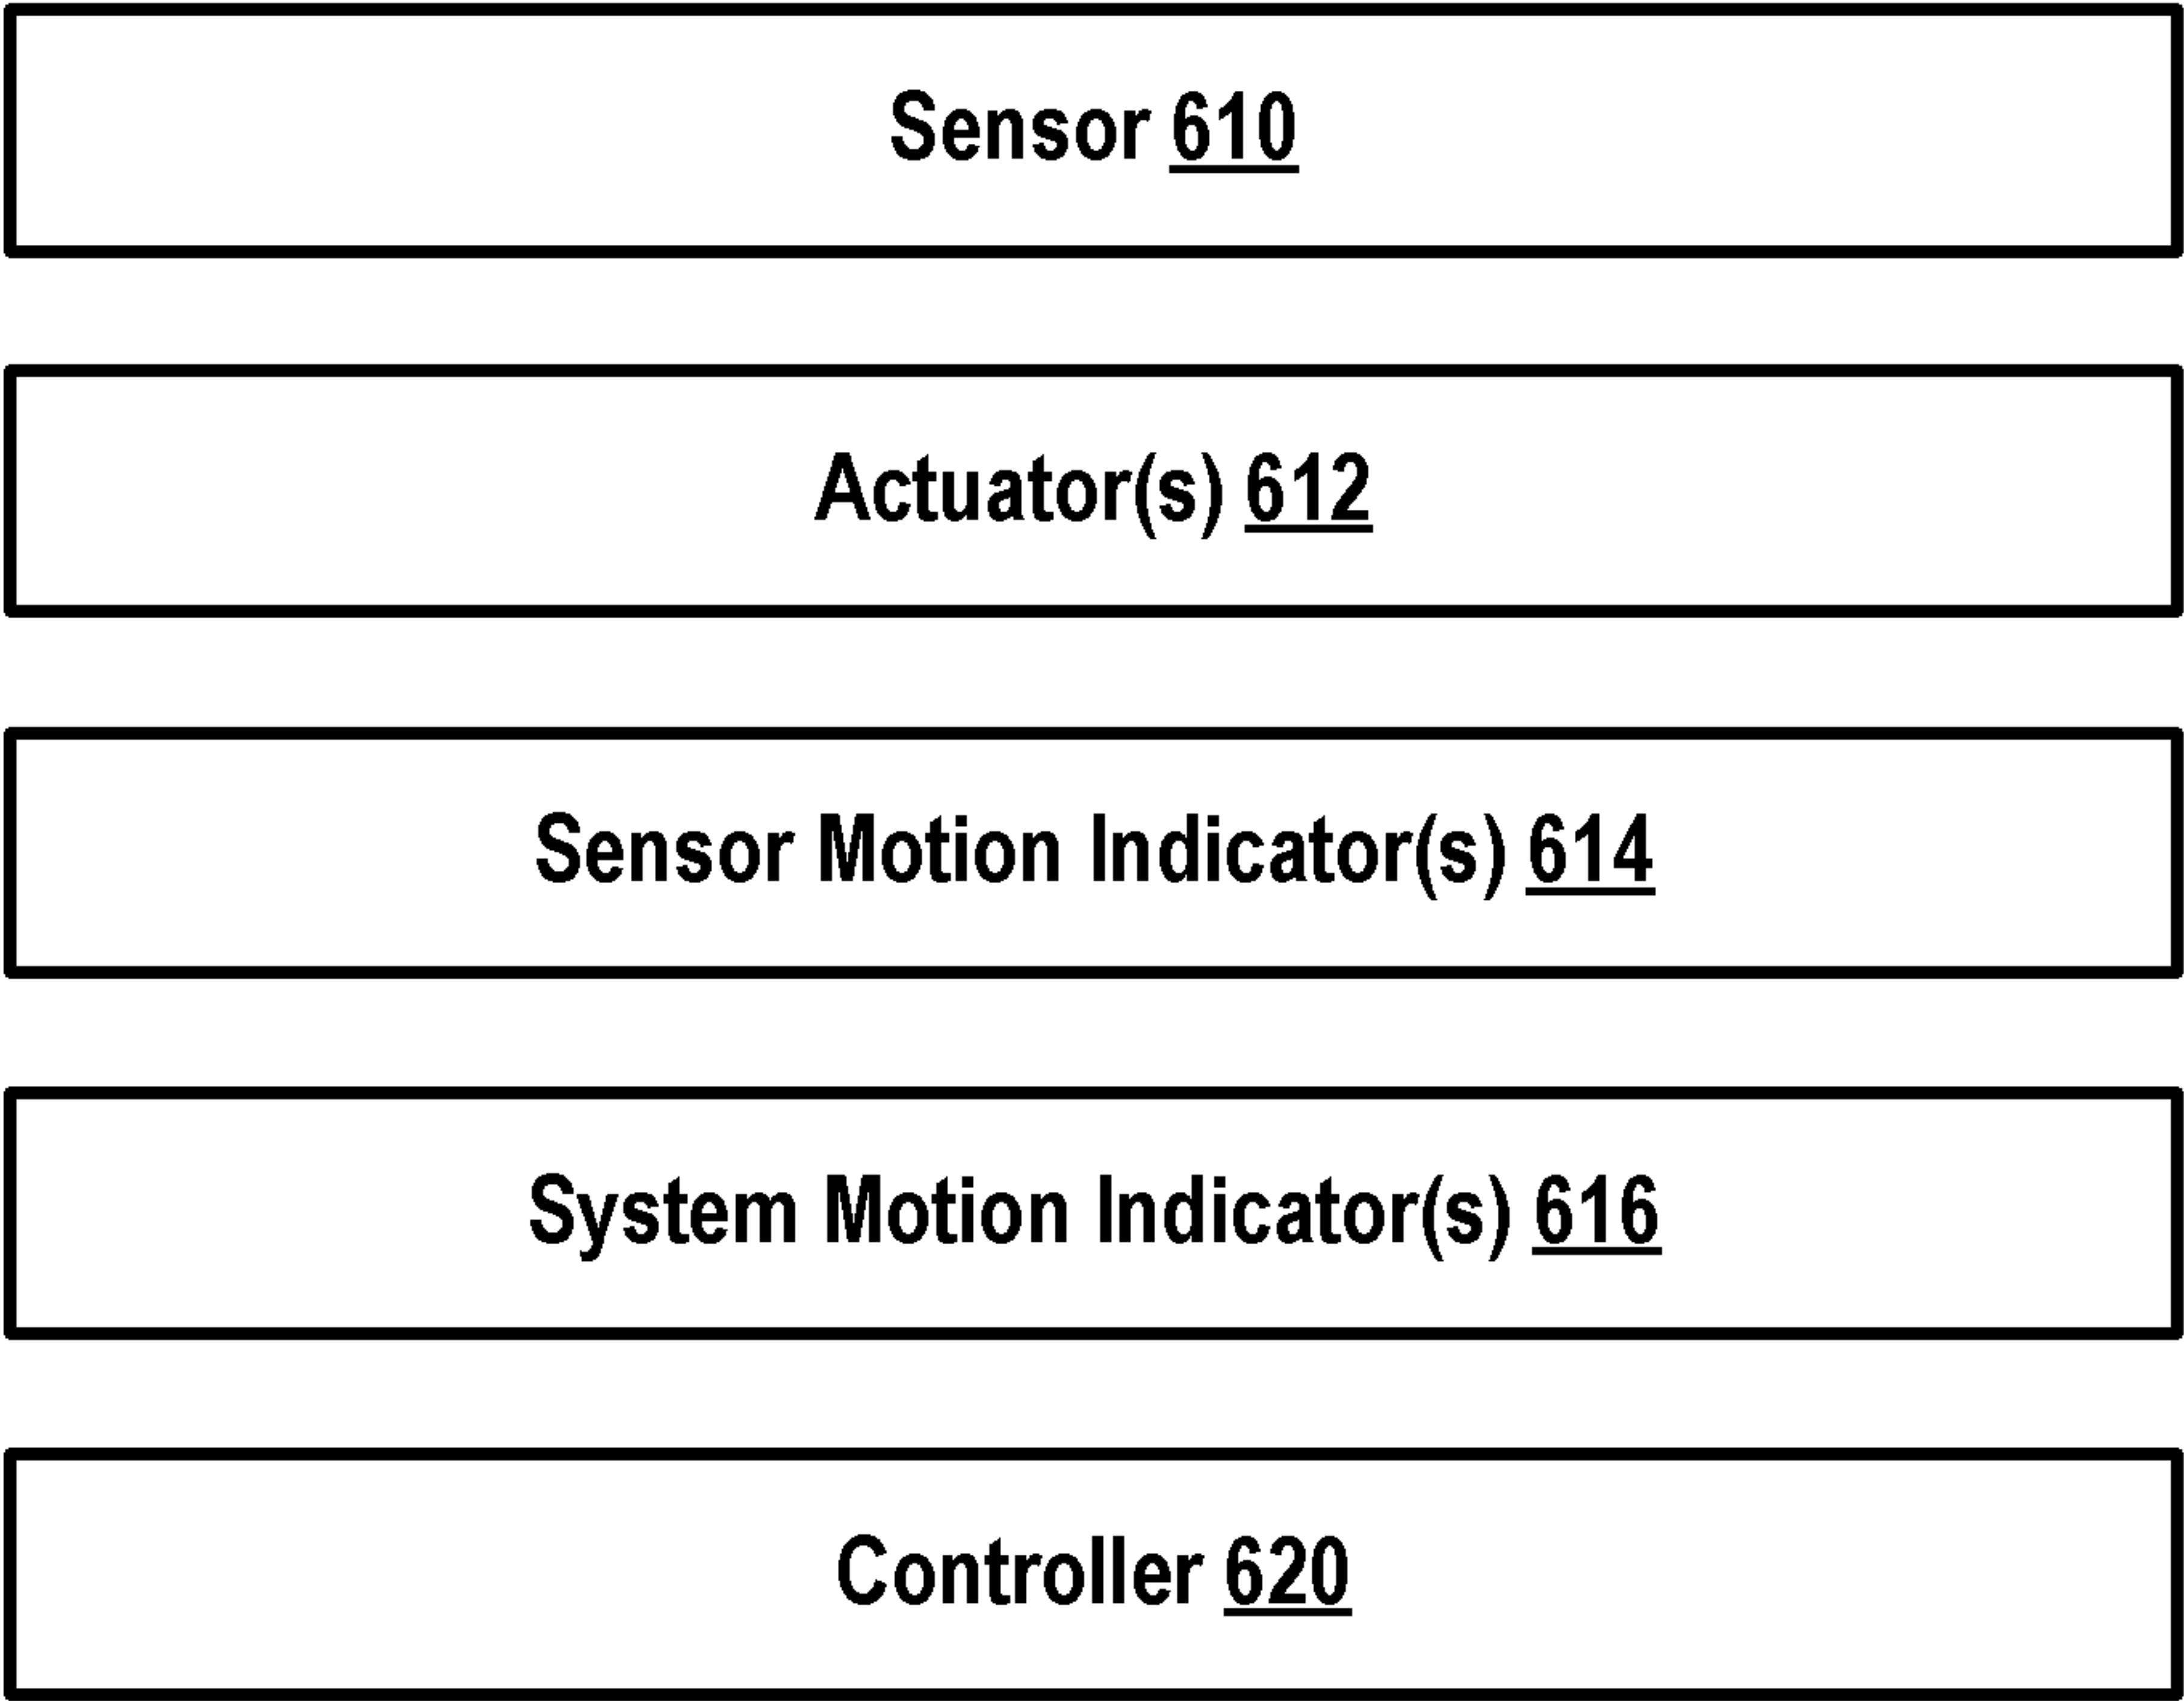 Sensor 610
Actuator(s) 612
Sensor Motion Indicator(s) 614
System Motion Indicator(s) 616
Controller 620